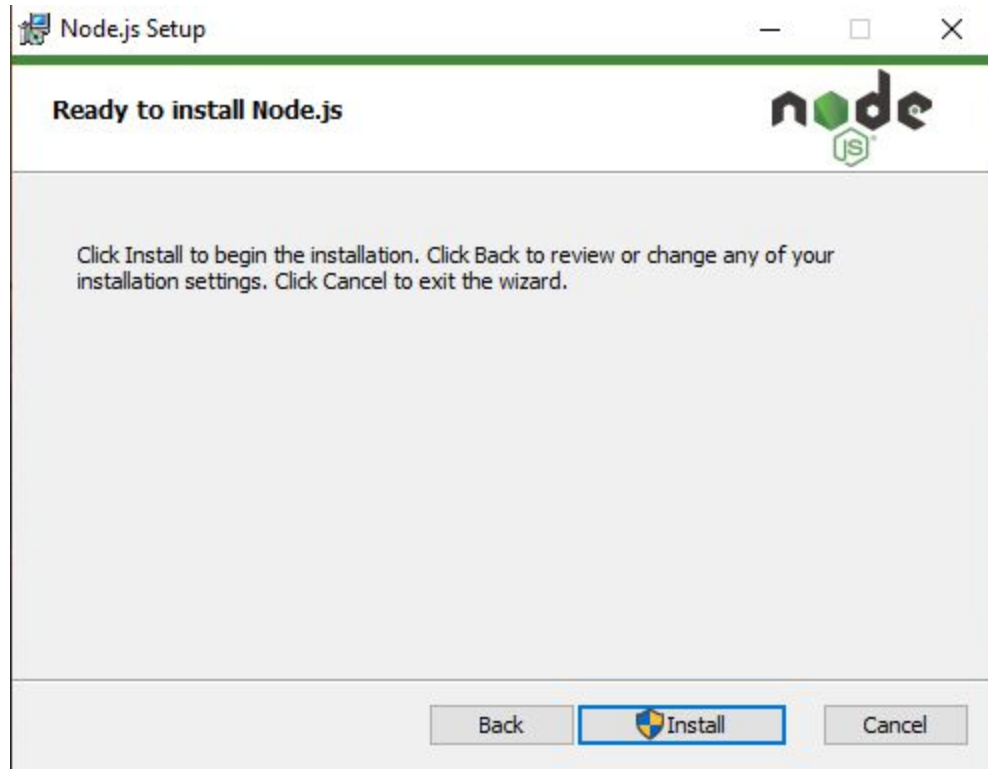 Node.js Setup
Ready to install Node.js
node
JS
Click Install to begin the installation. Click Back to review or change any of your
installation settings. Click Cancel to exit the wizard.
Back
Install
Cancel